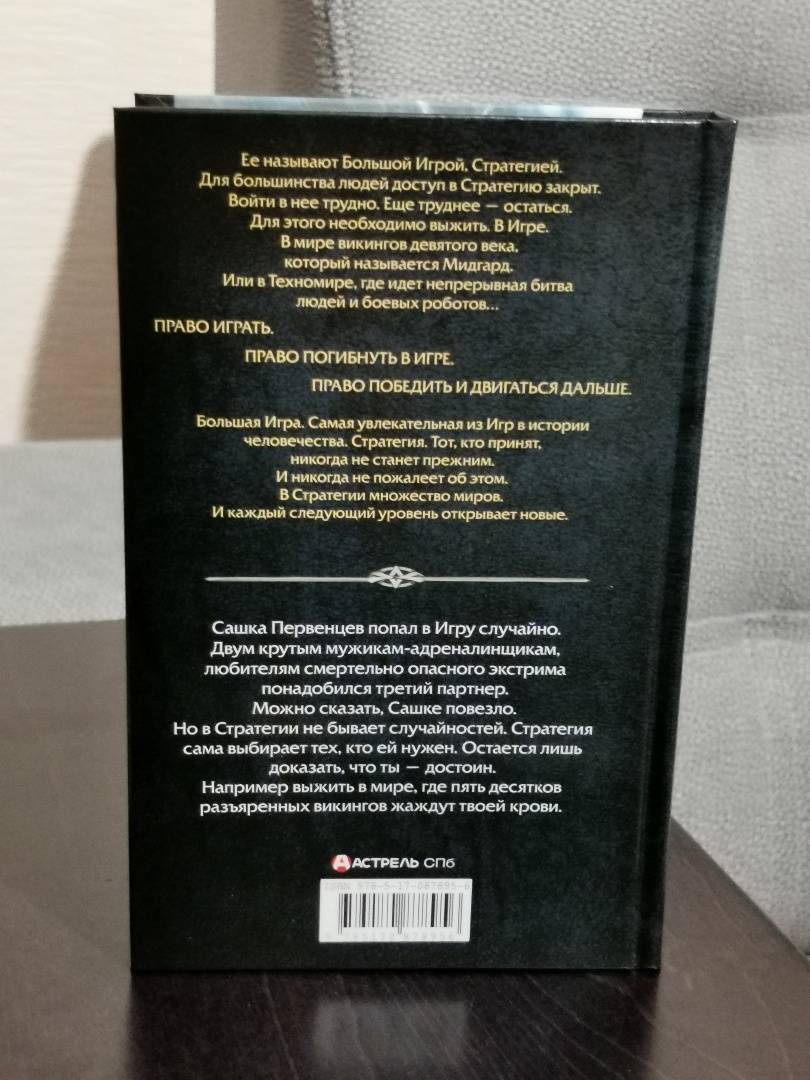 Ее называют Большой Игрой, Стратегией.
Для большинства людей доступ в Стратегию закрыт.
Войти в нее трудно. Еще труднее — остаться.
Для этого необходимо выжить. В Игре.
В мире викингов девятого века,
который называется Мидгард.
Или в Техномире, где идет непрерывная битва
людей и боевых роботов...
ПРАВО ИГРАТЬ.
ПРАВО ПОГИБНУТЬ В ИГРЕ.
ПРАВО ПОБЕДИТЬ И ДВИГАТЬСЯ ДАЛЬШЕ.
Большая Игра. Самая увлекательная из Игр в истории
человечества. Стратегия. Тот, кто принят,
никогда не станет прежним.
И никогда не пожалеет об этом.
В Стратегии множество миров.
И каждый следующий уровень открывает новые.
Сашка Первенцев попал в Игру случайно.
Двум крутым мужикам-адреналинщикам,
любителям смертельно опасного экстрима
понадобился третий партнер.
Можно сказать, Сашке повезло.
Но в Стратегии не бывает случайностей. Стратегия
сама выбирает тех, кто ей нужен. Остается лишь
доказать, что ты — достоин.
Например выжить в мире, где пять десятков
разъяренных викингов жаждут твоей крови.
АСТРЕЛЬ СПб
ISBN 978-5-17-087895-6